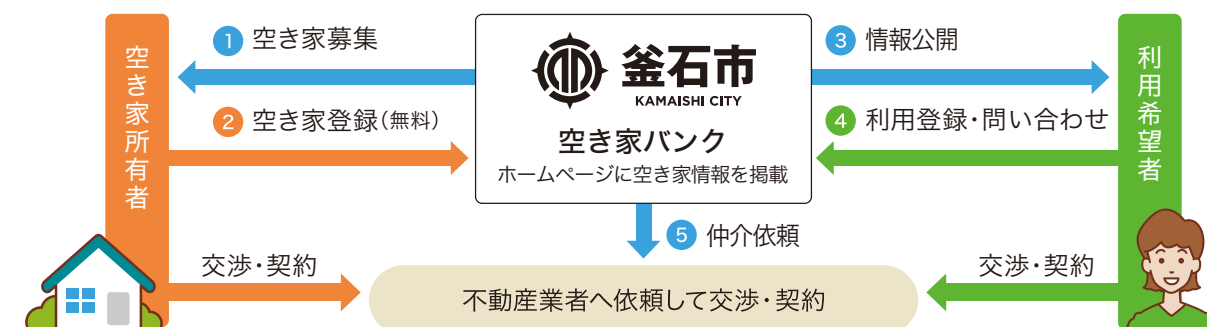 空き家所有者
1 空き家募集
2 空き家登録(無料)
釜石市
KAMAISHI CITY
空き家バンク
ホームページに空き家情報を掲載
3 情報公開
4 利用登録・問い合わせ
利用希望者
5 仲介依頼
交渉・契約
不動産業者へ依頼して交渉・契約
交渉・契約